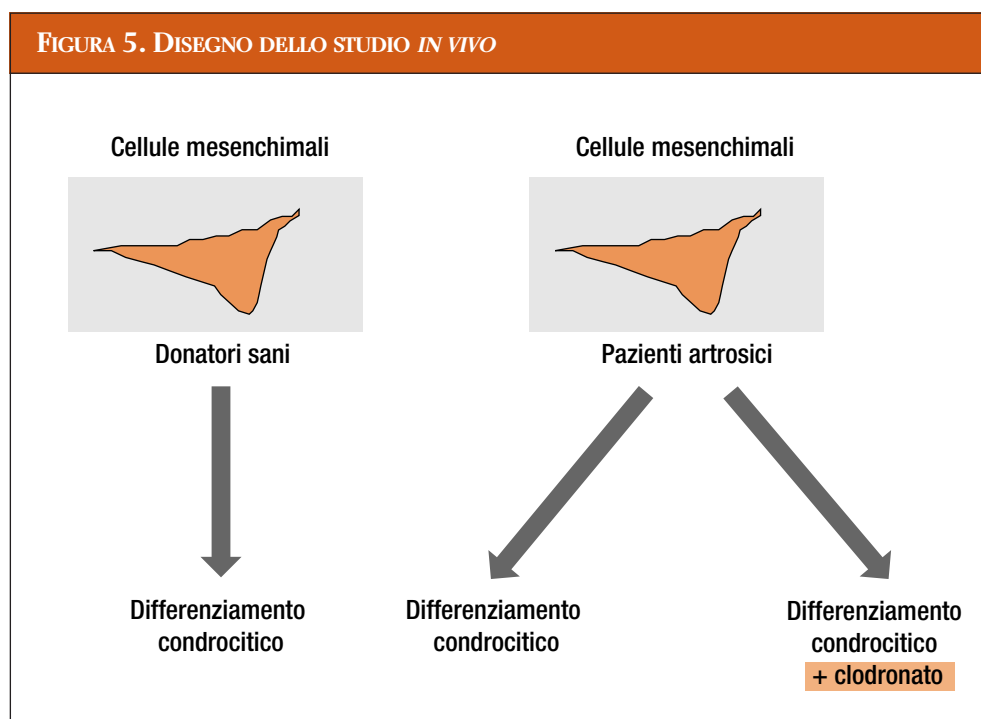 FIGURA 5. DISEGNO DELLO STUDIO IN VIVO
Cellule mesenchimali
Donatori sani
Differenziamento
condrocitico
Cellule mesenchimali
Pazienti artrosici
Differenziamento
condrocitico
Differenziamento
condrocitico
+ clodronato